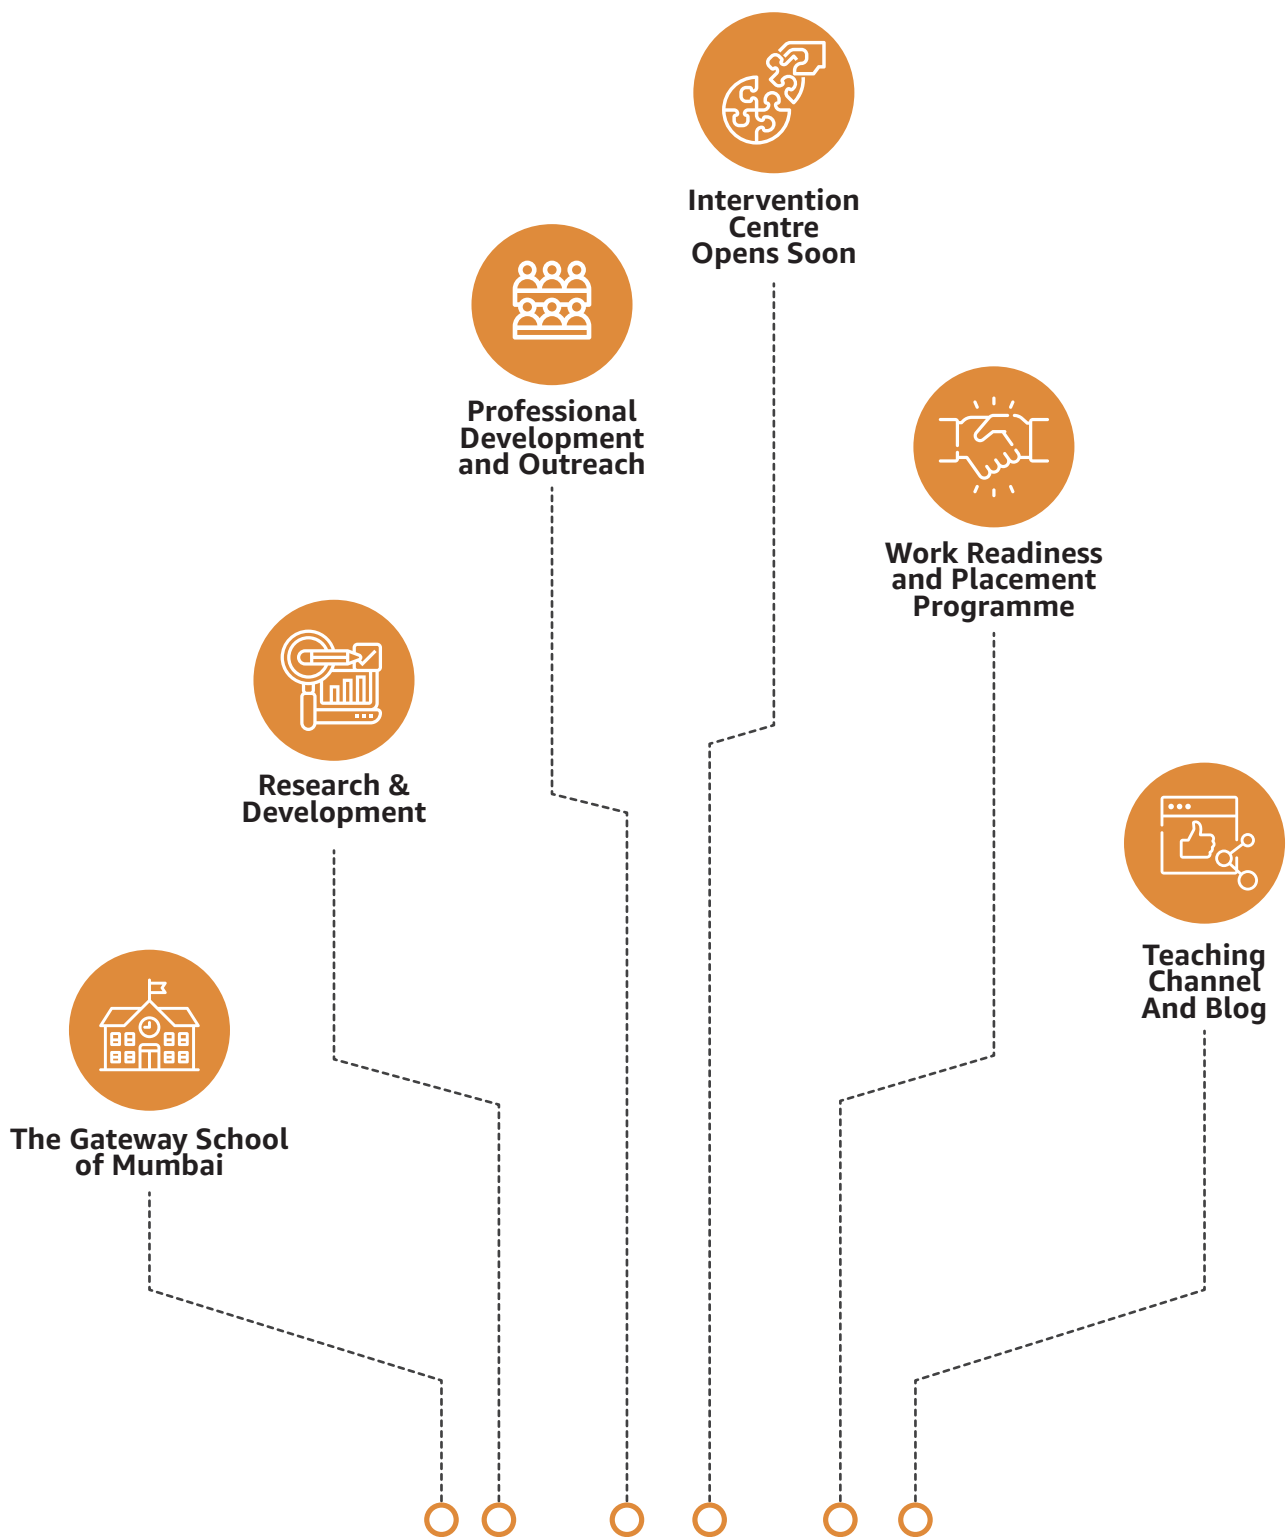 Intervention
Centre
Opens Soon
Professional
Development
and Outreach
Work Readiness
and Placement
Programme
Research &
Development
Teaching
Channel
And Blog
The Gateway School
of Mumbai